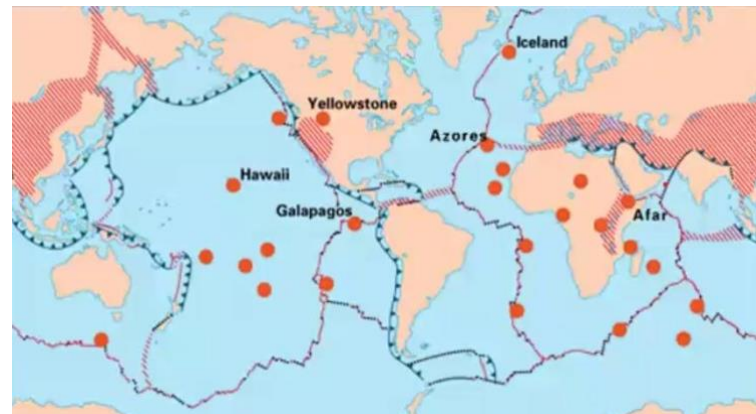 Iceland
Yellowstone
Azores
Hawaii
Galapagos
Afar